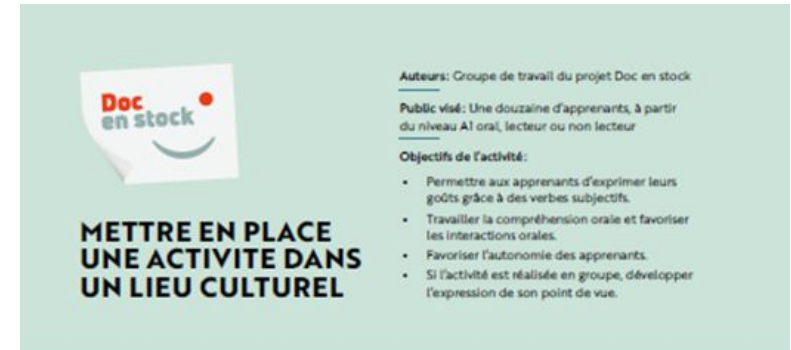 Doc
en stock
METTRE EN PLACE
UNE ACTIVITE DANS
UN LIEU CULTUREL
Auteurs: Groupe de travail du projet Doc en stock
Public visé: Une douzaine d'apprenants, à partir
du niveau A1 oral, lecteur ou non lecteur
Objectifs de l'activité:
• Permettre aux apprenants d'exprimer leurs
goûts grâce à des verbes subjectifs.
• Travailler la compréhension orale et favoriser
les interactions orales.
• Favoriser l'autonomie des apprenants.
• Si l'activité est réalisée en groupe, développer
l'expression de son point de vue.